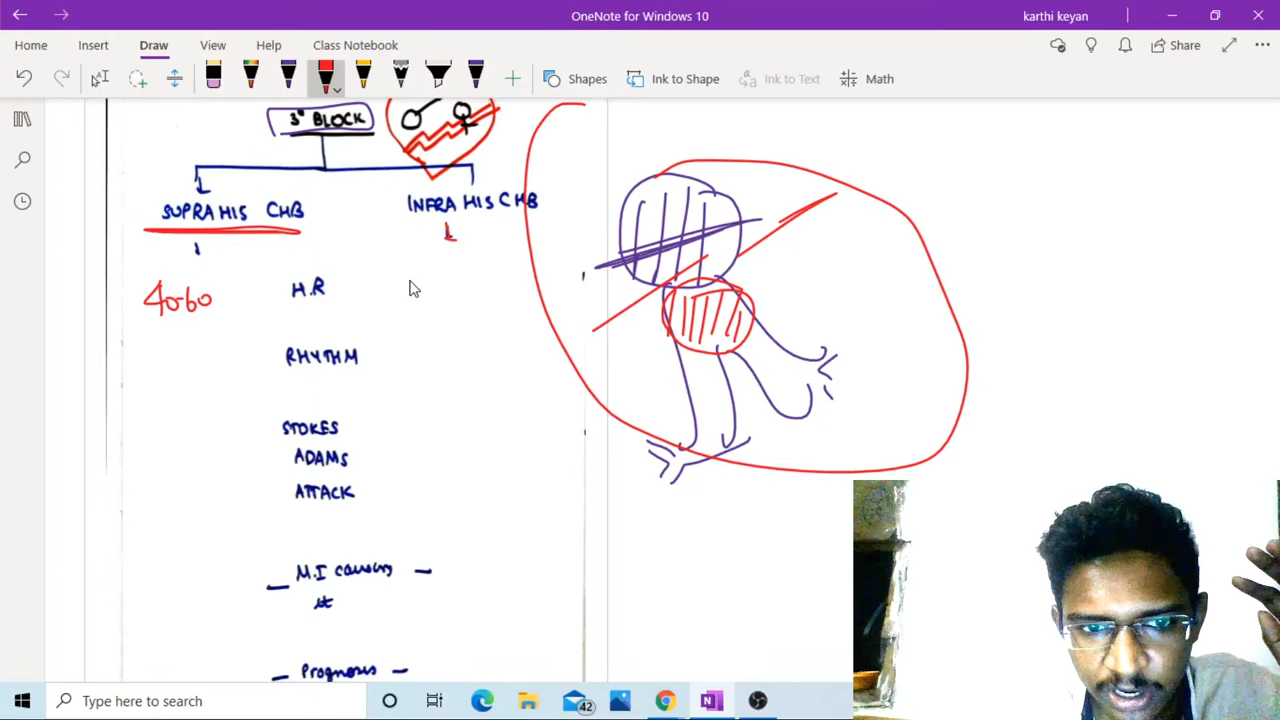 OneNote for Windows 10
karthi keyan
Home Insert Draw View Help Class Notebook
Share
Shapes
Ink to Shape
Ink to Text
Math
3° BLOCK
SUPRA HIS CHB
INFRA HIS CHB
40-60
H.R
RHYTHM
STOKES
ADAMS
ATTACK
M.I causing
it
Prognosis
Type here to search
42